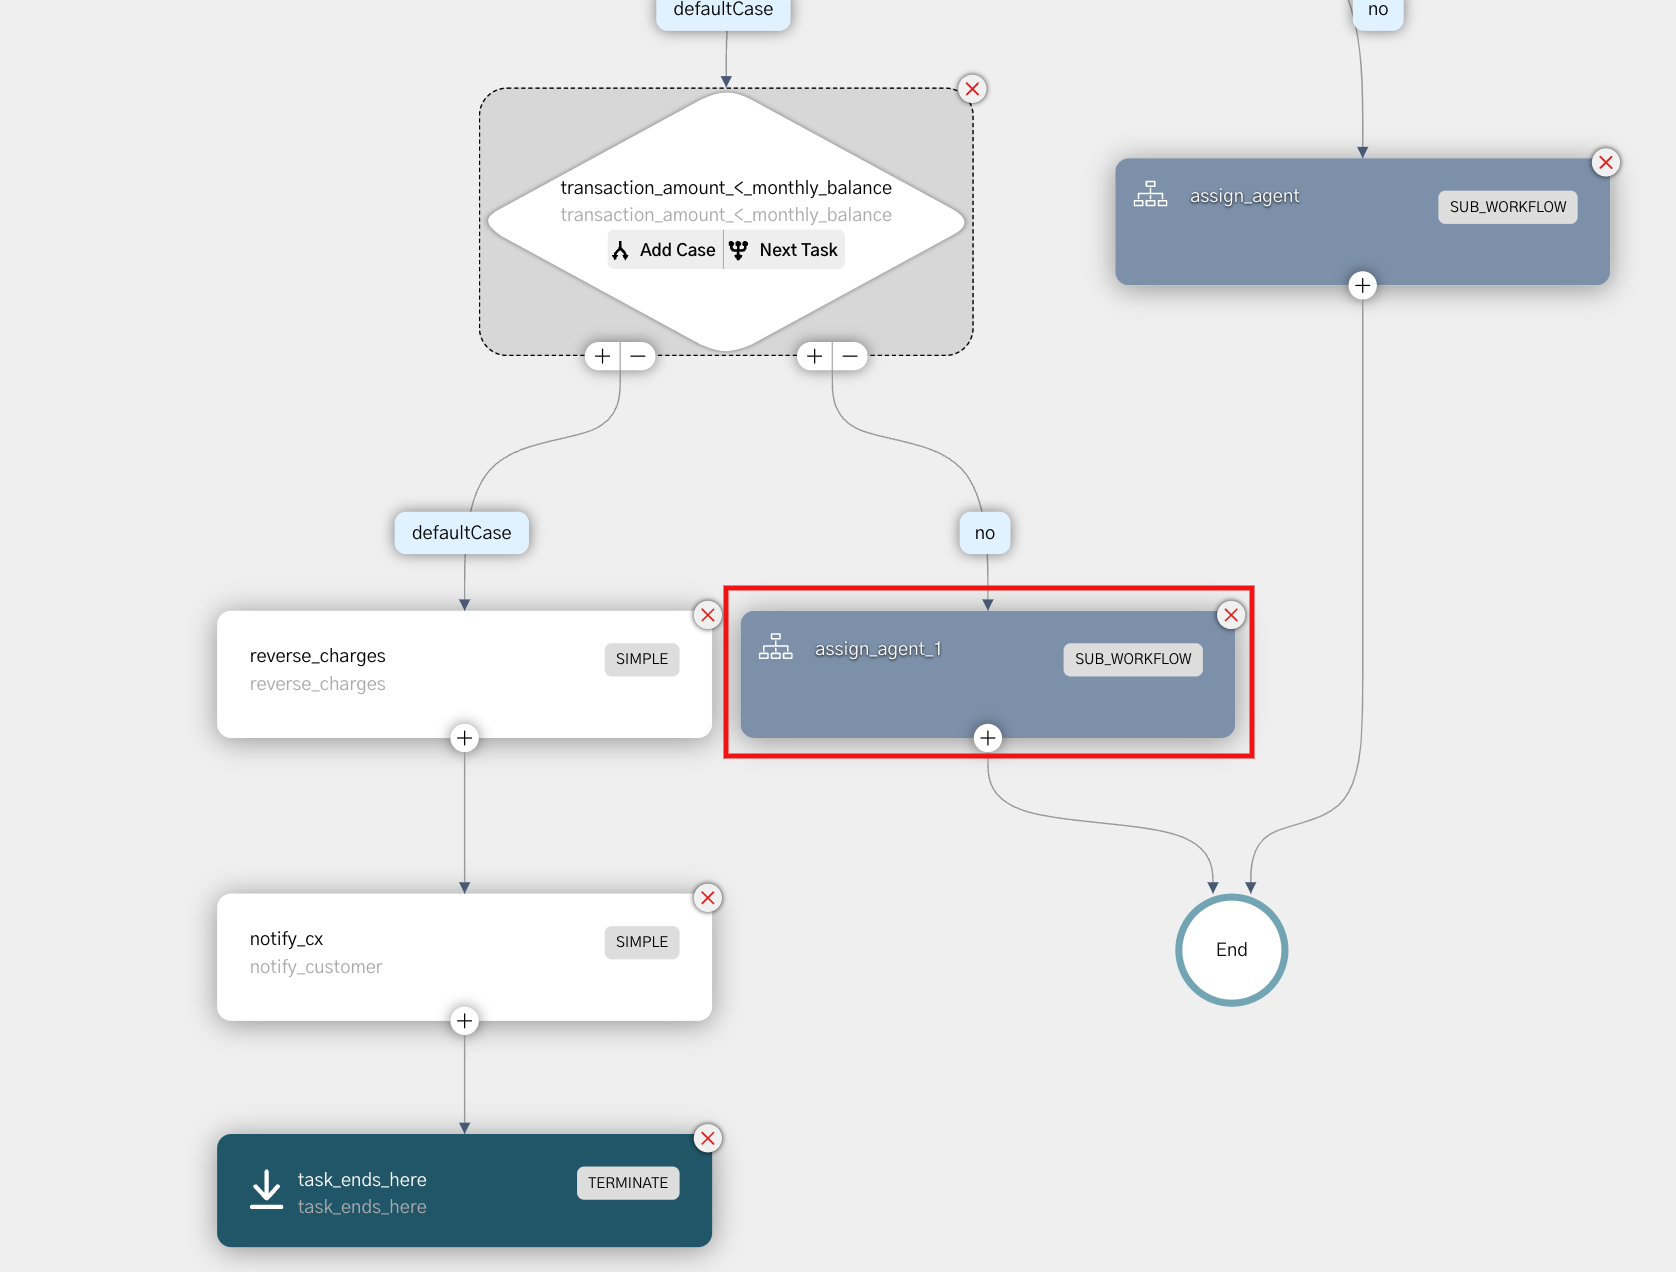 defaultCase
no
transaction_amount_<_monthly_balance
transaction_amount_<_monthly_balance
Add Case
Next Task
assign_agent
SUB_WORKFLOW
defaultCase
no
reverse_charges
reverse_charges
SIMPLE
assign_agent_1
SUB_WORKFLOW
notify_cx
notify_customer
SIMPLE
End
task_ends_here
task_ends_here
TERMINATE